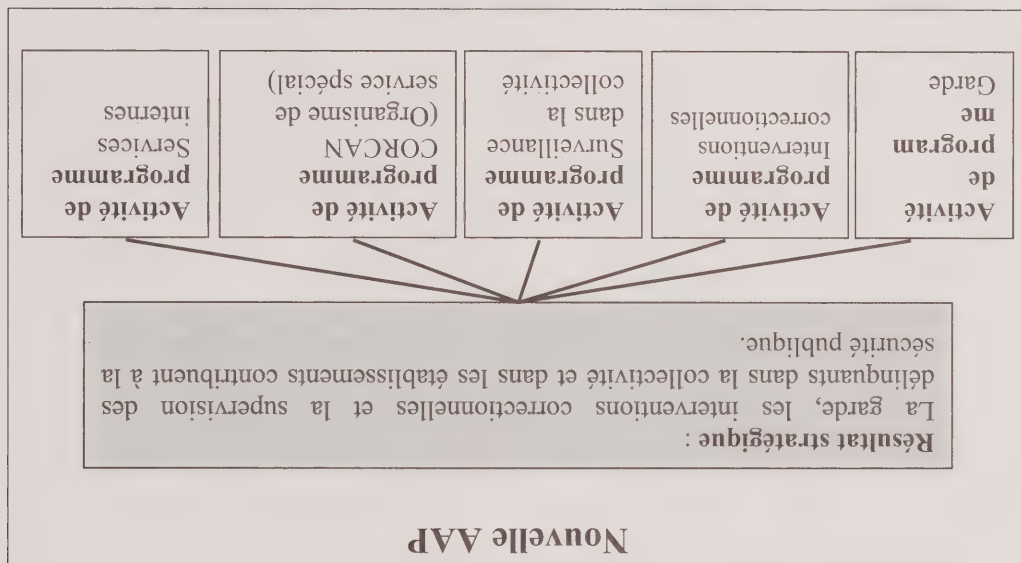 Nouvelle AAP
Résultat stratégique :
La garde, les interventions correctionnelles et la supervision des
délinquants dans la collectivité et dans les établissements contribuent à la
sécurité publique.
Activité
de
program
me
Garde
Activité de
programme
Interventions
correctionnelles
Activité de
programme
Surveillance
dans la
collectivité
Activité de
programme
CORCAN
(Organisme de
service spécial)
Activité de
programme
Services
internes